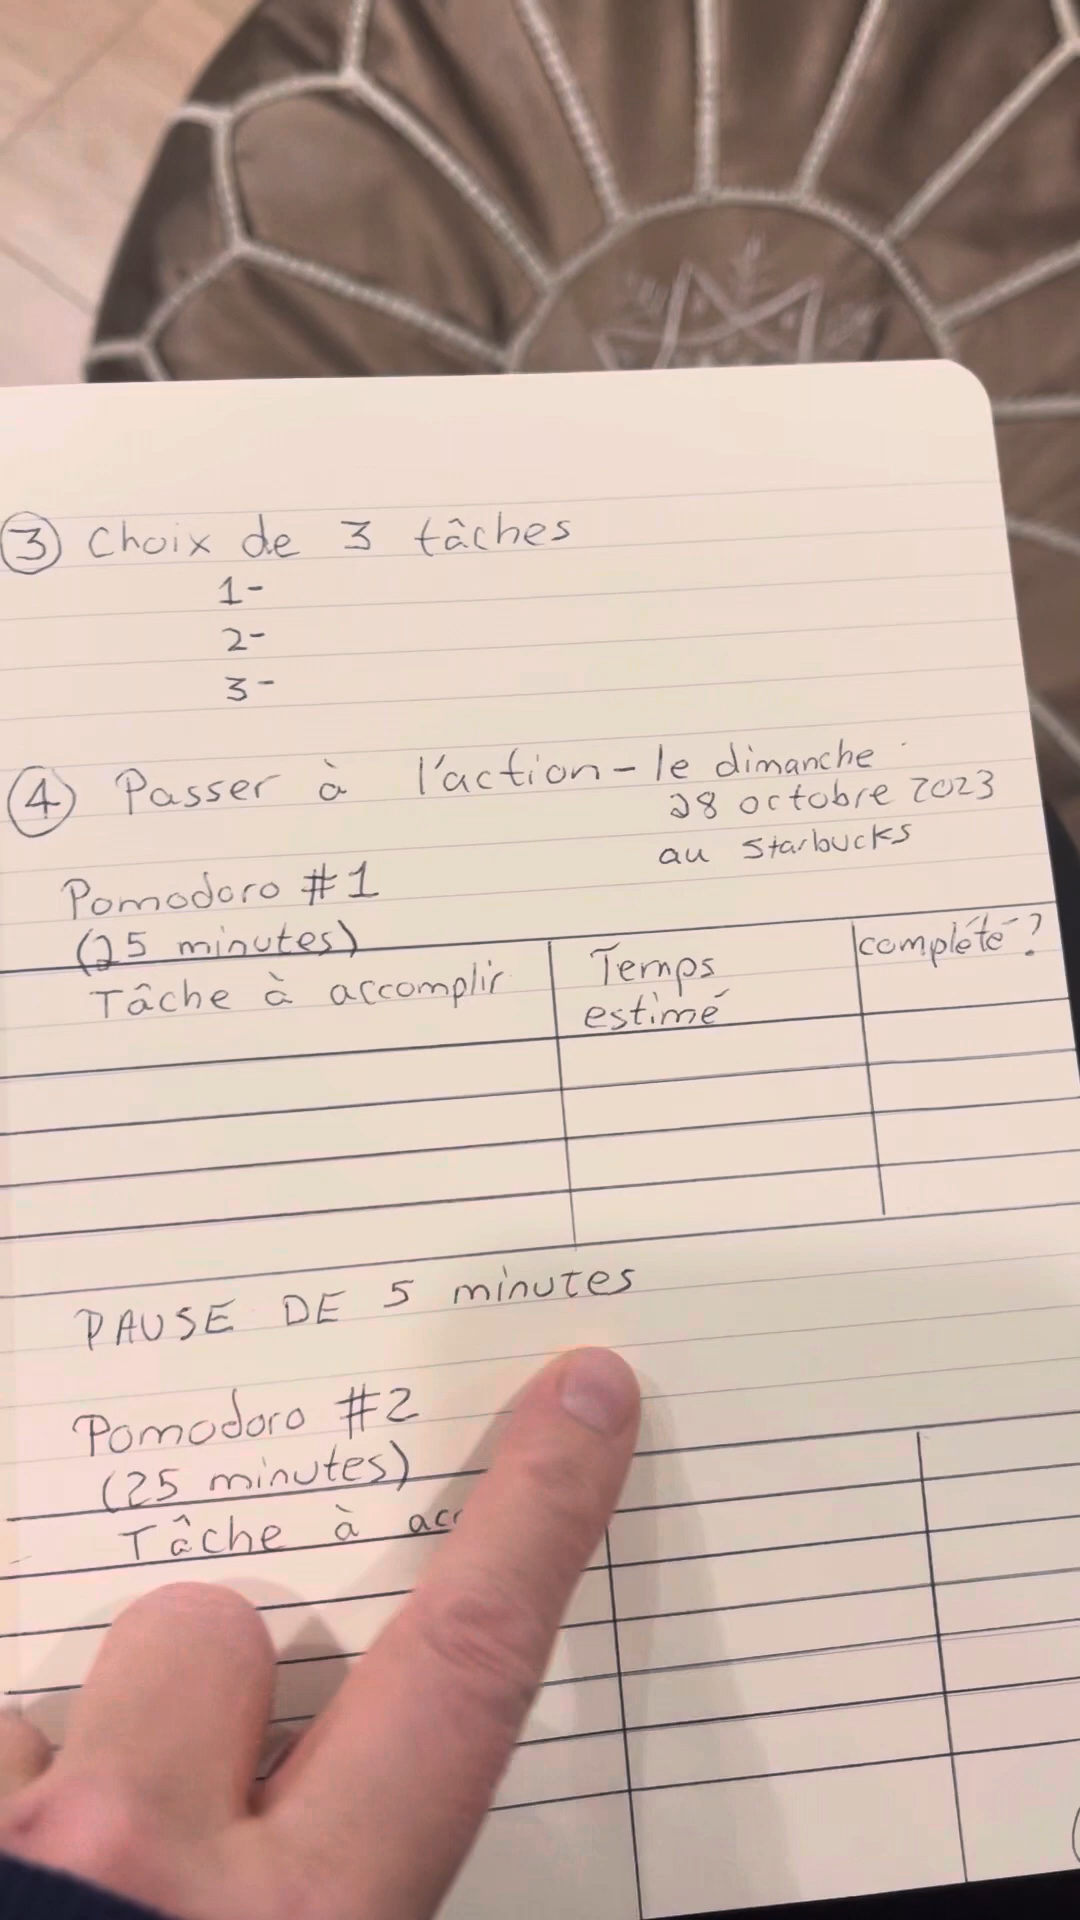 ③ Choix de 3 tâches
1-
2-
3-
④ Passer à l'action - le dimanche
28 octobre 2023
au Starbucks
Pomodoro #1
(25 minutes)
Tâche à accomplir
Temps
estimé
complété?
PAUSE DE 5 minutes
Pomodoro #2
(25 minutes)
Tâche à acc